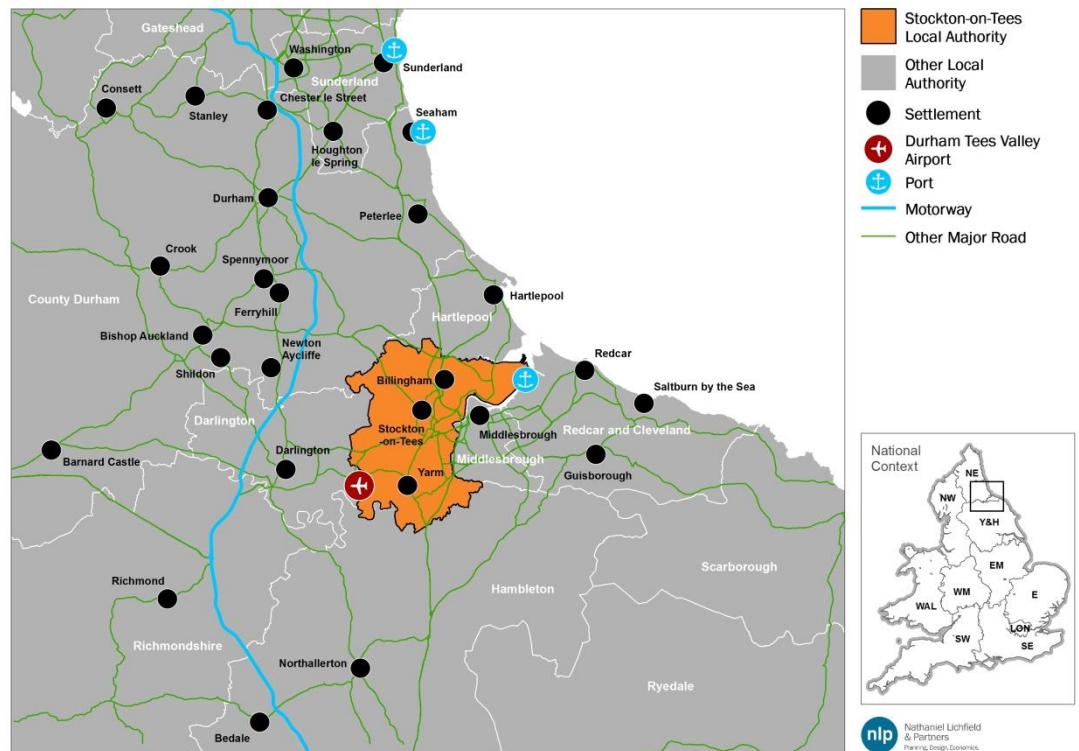 Gateshead
Washington
Sunderland
Sunderland
Consett
Stanley
Chester le Street
Seaham
Houghton
le Spring
Durham
Peterlee
Crook
Spennymoor
County Durham
Ferryhill
Hartlepool
Hartlepool
Bishop Auckland
Newton
Aycliffe
Shildon
Redcar
Billingham
Saltburn by the Sea
Darlington
Stockton
-on-Tees
Middlesbrough
Redcar and Cleveland
Barnard Castle
Darlington
Yarm
Middlesbrough
Guisborough
Scarborough
Hambleton
Richmond
Richmondshire
Northallerton
Ryedale
Bedale
Stockton-on-Tees
Local Authority
Other Local
Authority
Settlement
Durham Tees Valley
Airport
Port
Motorway
Other Major Road
National
Context
NE
NW
Y&H
EM
WM
E
WAL
LON
SW
SE
nlp
Nathaniel Lichfield
& Partners
Planning. Design. Economics.